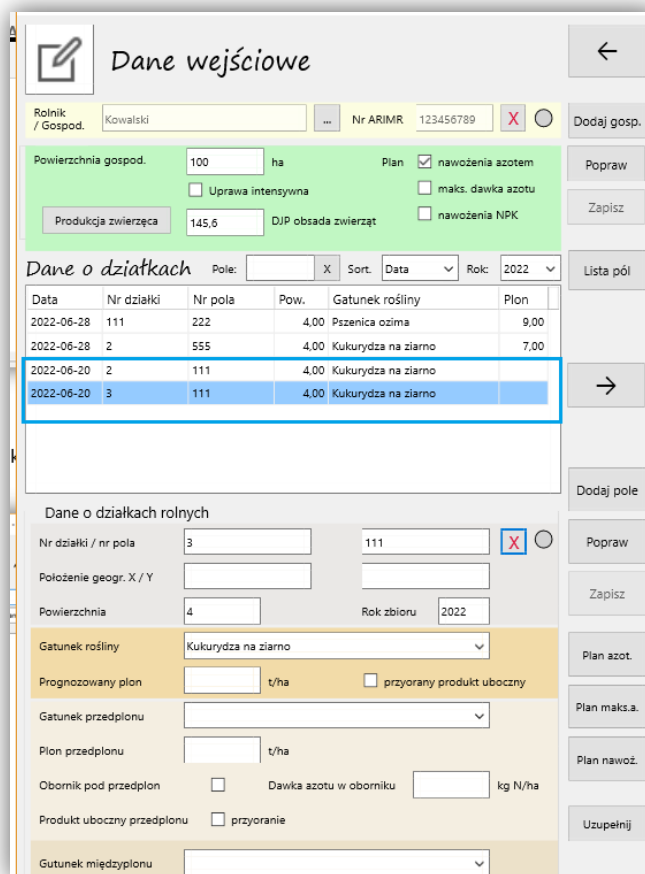 Dane wejściowe
←
Rolnik / Gospod. Kowalski ... Nr ARIMR 123456789 X Dodaj gosp.
Powierzchnia gospod. 100 ha Plan nawożenia azotem Popraw
Uprawa intensywna maks. dawka azotu
Produkcja zwierzęca 145,6 DJP obsada zwierząt nawożenia NPK Zapisz
Dane o działkach Pole: X Sort. Data Rok: 2022 Lista pól
Data Nr działki Nr pola Pow. Gatunek rośliny Plon
2022-06-28 111 222 4,00 Pszenica ozima 9,00
2022-06-28 2 555 4,00 Kukurydza na ziarno 7,00
2022-06-20 2 111 4,00 Kukurydza na ziarno
2022-06-20 3 111 4,00 Kukurydza na ziarno
→
Dodaj pole
Dane o działkach rolnych
Nr działki / nr pola 3 111 X Popraw
Położenie geogr. X / Y
Zapisz
Powierzchnia 4 Rok zbioru 2022
Gatunek rośliny Kukurydza na ziarno Plan azot.
Prognozowany plon t/ha przyorany produkt uboczny
Gatunek przedplonu Plan maks.a.
Plon przedplonu t/ha Plan nawoż.
Obornik pod przedplon Dawka azotu w oborniku kg N/ha
Produkt uboczny przedplonu przyoranie Uzupełnij
Gutunek międzyplonu